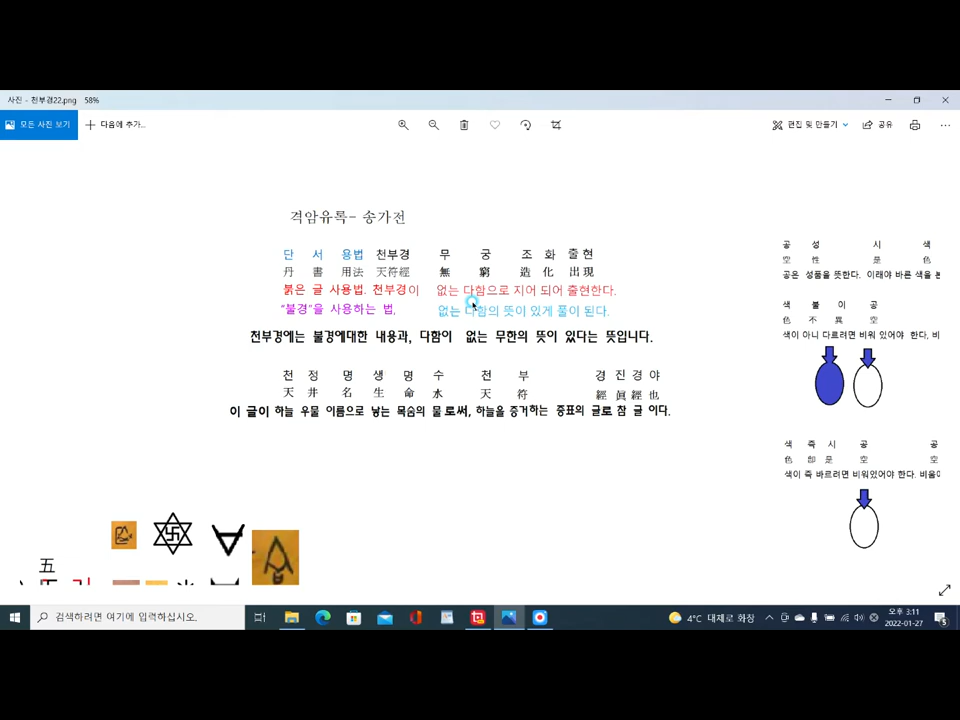 사진 - 천부경22.png 58%
모든 사진 보기 다음에 추가... 편집 및 만들기 공유
격암유록- 송가전
단 서 용법 천부경 무 궁 조 화 출현
丹 書 用法 天符經 無 窮 造 化 出現
붉은 글 사용법. 천부경이 없는 다함으로 지어 되어 출현한다.
"불경"을 사용하는 법, 없는 다함의 뜻이 있게 풀이 된다.
천부경에는 불경에대한 내용과, 다함이 없는 무한의 뜻이 있다는 뜻입니다.
천 정 명 생 명 수 천 부 경 진 경 야
天 井 名 生 命 水 天 符 經 眞 經 也
이 글이 하늘 우물 이름으로 낳는 목숨의 물로써, 하늘을 증거하는 증표의 글로 참 글 이다.
공 성 시 색
空 性 是 色
공은 성품을 뜻한다. 이래야 바른 색을 본
색 불 이 공
色 不 異 空
색이 아니 다르려면 비워 있어야 한다, 비
색 즉 시 공 공
色 卽 是 空 空
색이 즉 바르려면 비워있어야 한다. 비움이
五
검색하려면 여기에 입력하십시오.
4°C 대체로 화창
오후 3:11
2022-01-27
5